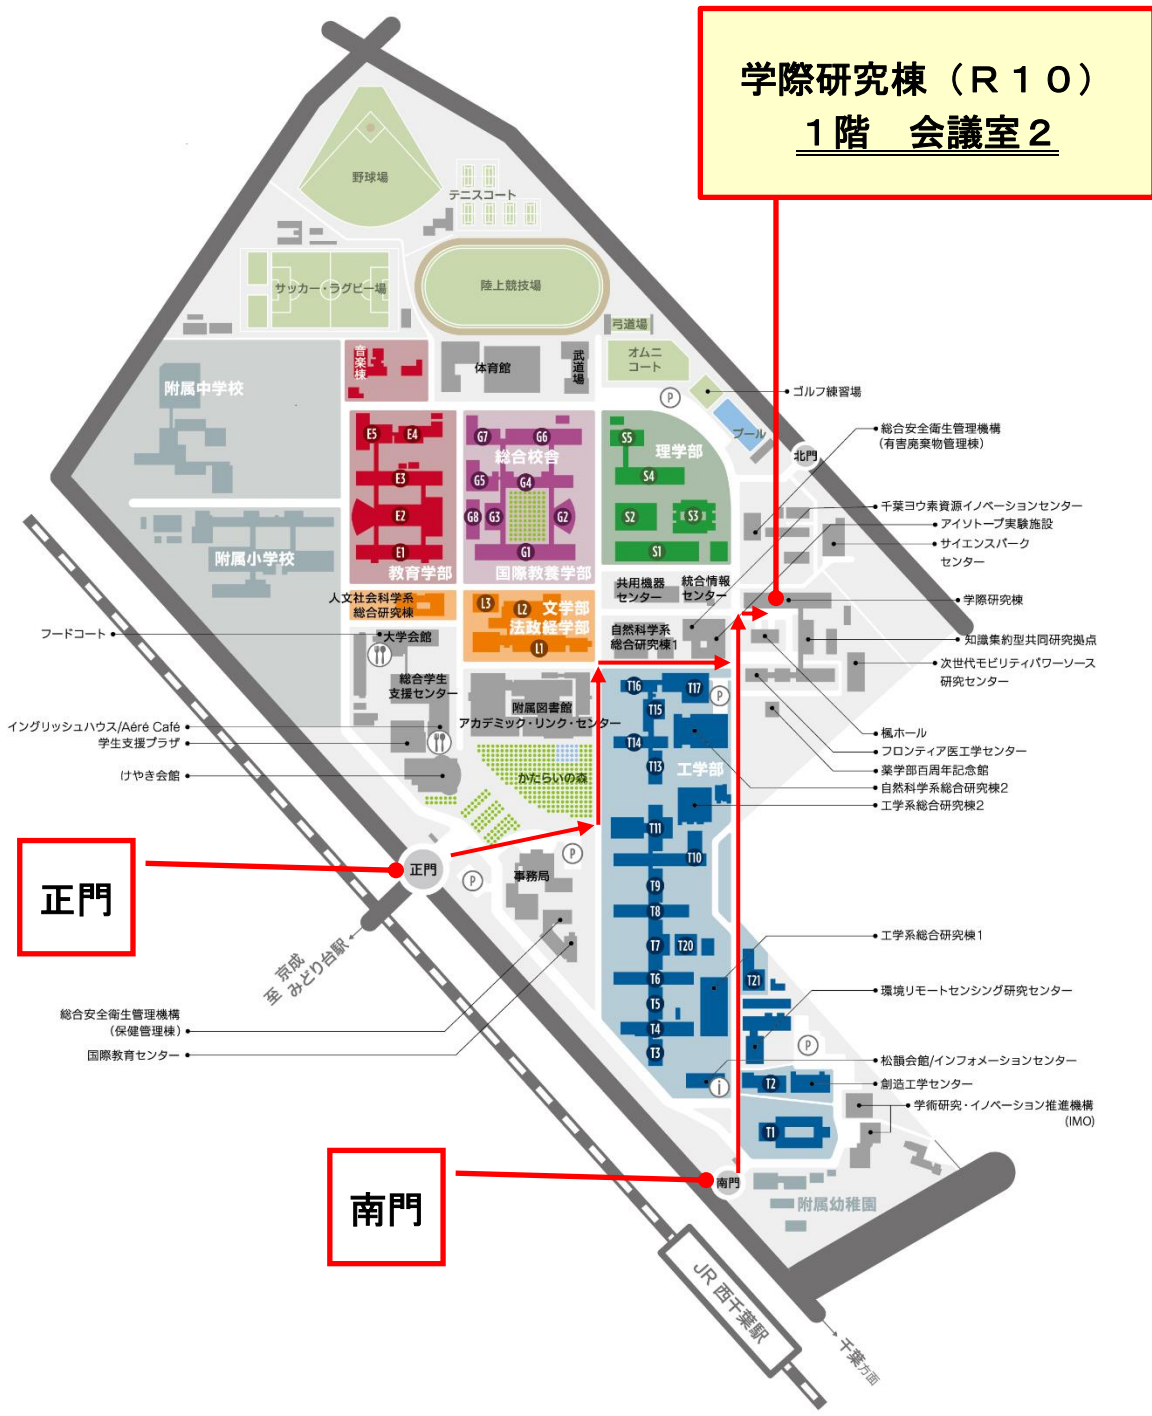 学際研究棟（R10）
1階　会議室2
野球場
テニスコート
サッカー・ラグビー場
陸上競技場
弓道場
オムニ
コート
音楽棟
体育館
武道場
附属中学校
P
ゴルフ練習場
プール
北門
総合安全衛生管理機構
(有害廃棄物管理棟)
E5
E4
E3
E2
E1
教育学部
G7
G6
総合校舎
G5
G4
G8
G3
G2
G1
国際教養学部
S5
理学部
S4
S2
S3
S1
千葉ヨウ素資源イノベーションセンター
アイソトープ実験施設
サイエンスパーク
センター
附属小学校
共用機器
センター
統合情報
センター
学際研究棟
人文社会科学系
総合研究棟
L3
L2
文学部
法政経学部
L1
自然科学系
総合研究棟1
知識集約型共同研究拠点
フードコート
大学会館
次世代モビリティパワーソース
研究センター
総合学生
支援センター
附属図書館
アカデミック・リンク・センター
T16
T17
P
T15
T14
T13
工学部
イングリッシュハウス/Aéré Café
学生支援プラザ
けやき会館
かたらいの森
楓ホール
フロンティア医工学センター
薬学部百周年記念館
自然科学系総合研究棟2
工学系総合研究棟2
T11
T10
正門
正門
P
P
事務局
T9
T8
T7
T20
T6
T5
T4
T3
至 京成
みどり台駅
工学系総合研究棟1
T21
環境リモートセンシング研究センター
P
総合安全衛生管理機構
(保健管理棟)
国際教育センター
松韻会館/インフォメーションセンター
i
T2
創造工学センター
学術研究・イノベーション推進機構
(IMO)
T1
南門
南門
附属幼稚園
JR 西千葉駅
千葉方面